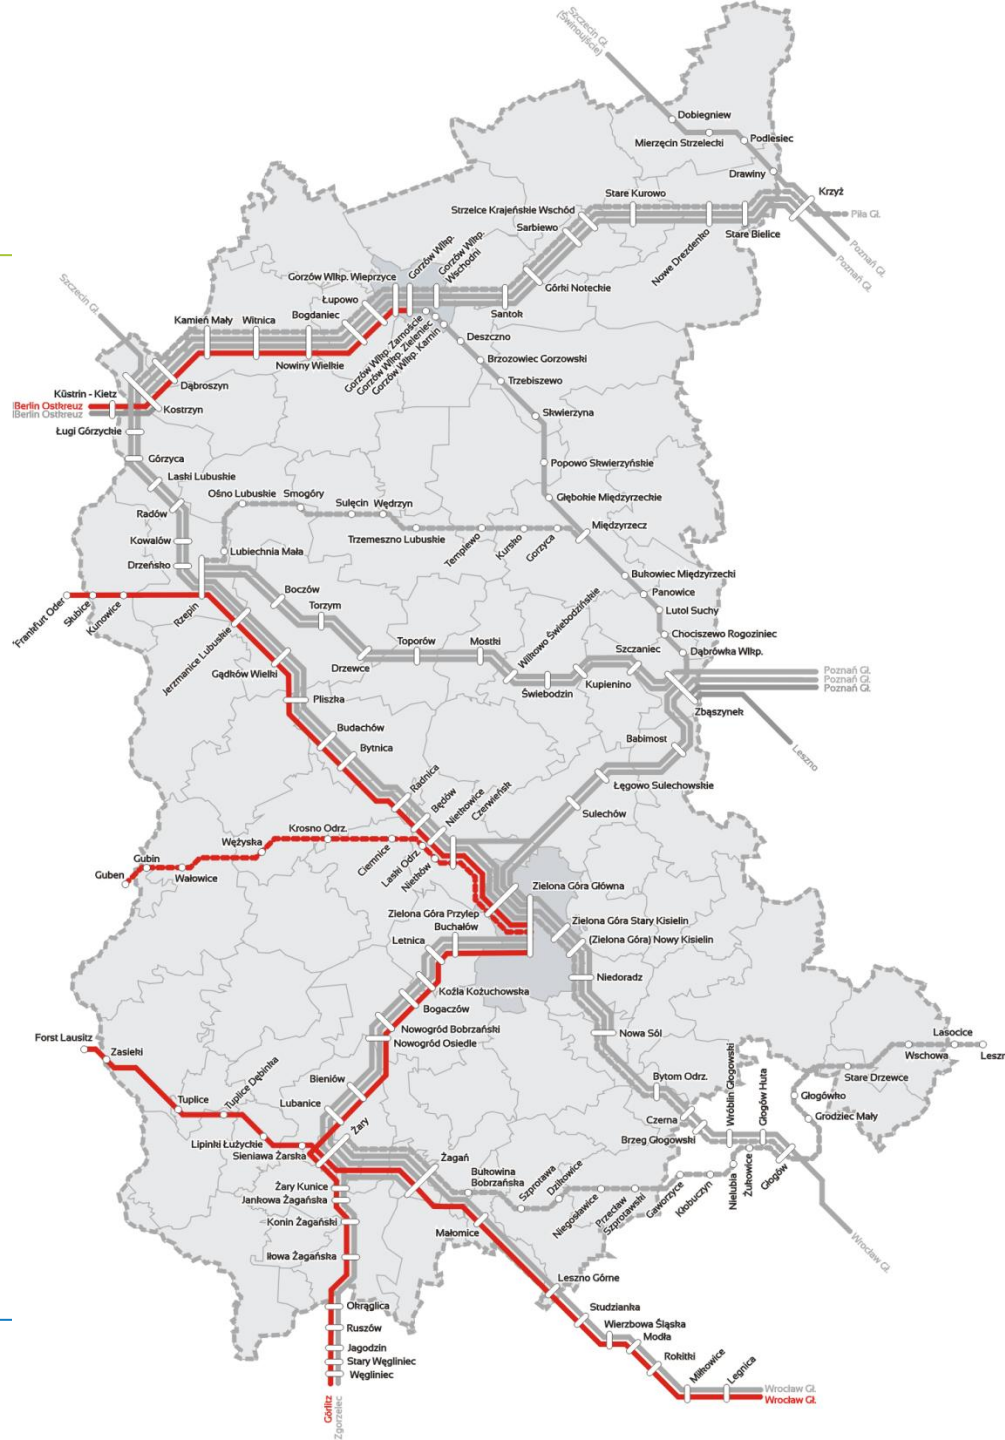 Szczecin Gł.
(Świnoujście)
Dobiegniew
Mierzęcin Strzelecki
Podlesiec
Drawiny
Krzyż
Piła Gł.
Poznań Gł.
Poznań Gł.
Stare Kurowo
Strzelce Krajeńskie Wschód
Sarbiewo
Nowe Drezdenko
Stare Bielice
Górki Noteckie
Santok
Gorzów Wlkp.
Wschodni
Gorzów Wlkp.
Gorzów Wlkp. Wieprzyce
Łupowo
Bogdaniec
Witnica
Kamień Mały
Szczecin Gł.
Nowiny Wielkie
Gorzów Wlkp. Zamoście
Gorzów Wlkp. Zieleniec
Gorzów Wlkp. Karnin
Deszczno
Brzozowiec Gorzowski
Trzebiszewo
Skwierzyna
Dąbroszyn
Küstrin - Kietz
Berlin Ostkreuz
Berlin Ostkreuz
Kostrzyn
Ługi Górzyckie
Górzyca
Laski Lubuskie
Radów
Kowalów
Drzeńsko
Popowo Skwierzyńskie
Głębokie Międzyrzeckie
Ośno Lubuskie
Smogóry
Sulęcin
Wędrzyn
Trzemeszno Lubuskie
Templewo
Kursko
Gorzyca
Międzyrzecz
Lubiechnia Mała
Bukowiec Międzyrzecki
Panowice
Lutol Suchy
Chociszewo Rogoziniec
Dąbrówka Wlkp.
Frankfurt Oder
Słubice
Kunowice
Rzepin
Boczów
Torzym
Jerzmanice Lubuskie
Gądków Wielki
Drzewce
Toporów
Mostki
Wilkowo Świebodzińskie
Świebodzin
Kupienino
Szczaniec
Poznań Gł.
Poznań Gł.
Poznań Gł.
Zbąszynek
Leszno
Pliszka
Budachów
Bytnica
Babimost
Łęgowo Sulechowskie
Sulechów
Radnica
Będów
Nietkowice
Czerwieńsk
Krosno Odrz.
Wężyska
Gubin
Guben
Wałowice
Ciemnice
Laski Odrz.
Nietków
Zielona Góra Główna
Zielona Góra Przylep
Buchałów
Letnica
Zielona Góra Stary Kisielin
(Zielona Góra) Nowy Kisielin
Niedoradz
Koźla Kożuchowska
Bogaczów
Nowogród Bobrzański
Nowogród Osiedle
Nowa Sól
Forst Lausitz
Zasieki
Tuplice
Tuplice Dębinka
Bieniów
Lubanice
Żary
Lipinki Łużyckie
Sieniawa Żarska
Bytom Odrz.
Czerna
Brzeg Głogowski
Wróblin Głogowski
Głogów Huta
Głogówko
Grodziec Mały
Stare Drzewce
Wschowa
Lasocice
Leszr
Żagań
Bukowina
Bobrzańska
Szprotawa
Dzikowice
Niegosławice
Przecław
Szprotawski
Gaworzyce
Kłobuczyn
Nielubia
Żukowice
Głogów
Wrocław Gł.
Żary Kunice
Jankowa Żagańska
Konin Żagański
Iłowa Żagańska
Małomice
Leszno Górne
Okrąglica
Ruszów
Jagodzin
Stary Węgliniec
Węgliniec
Görlitz
Zgorzelec
Studzianka
Wierzbowa Śląska
Modła
Rokitki
Miłkowice
Legnica
Wrocław Gł.
Wrocław Gł.